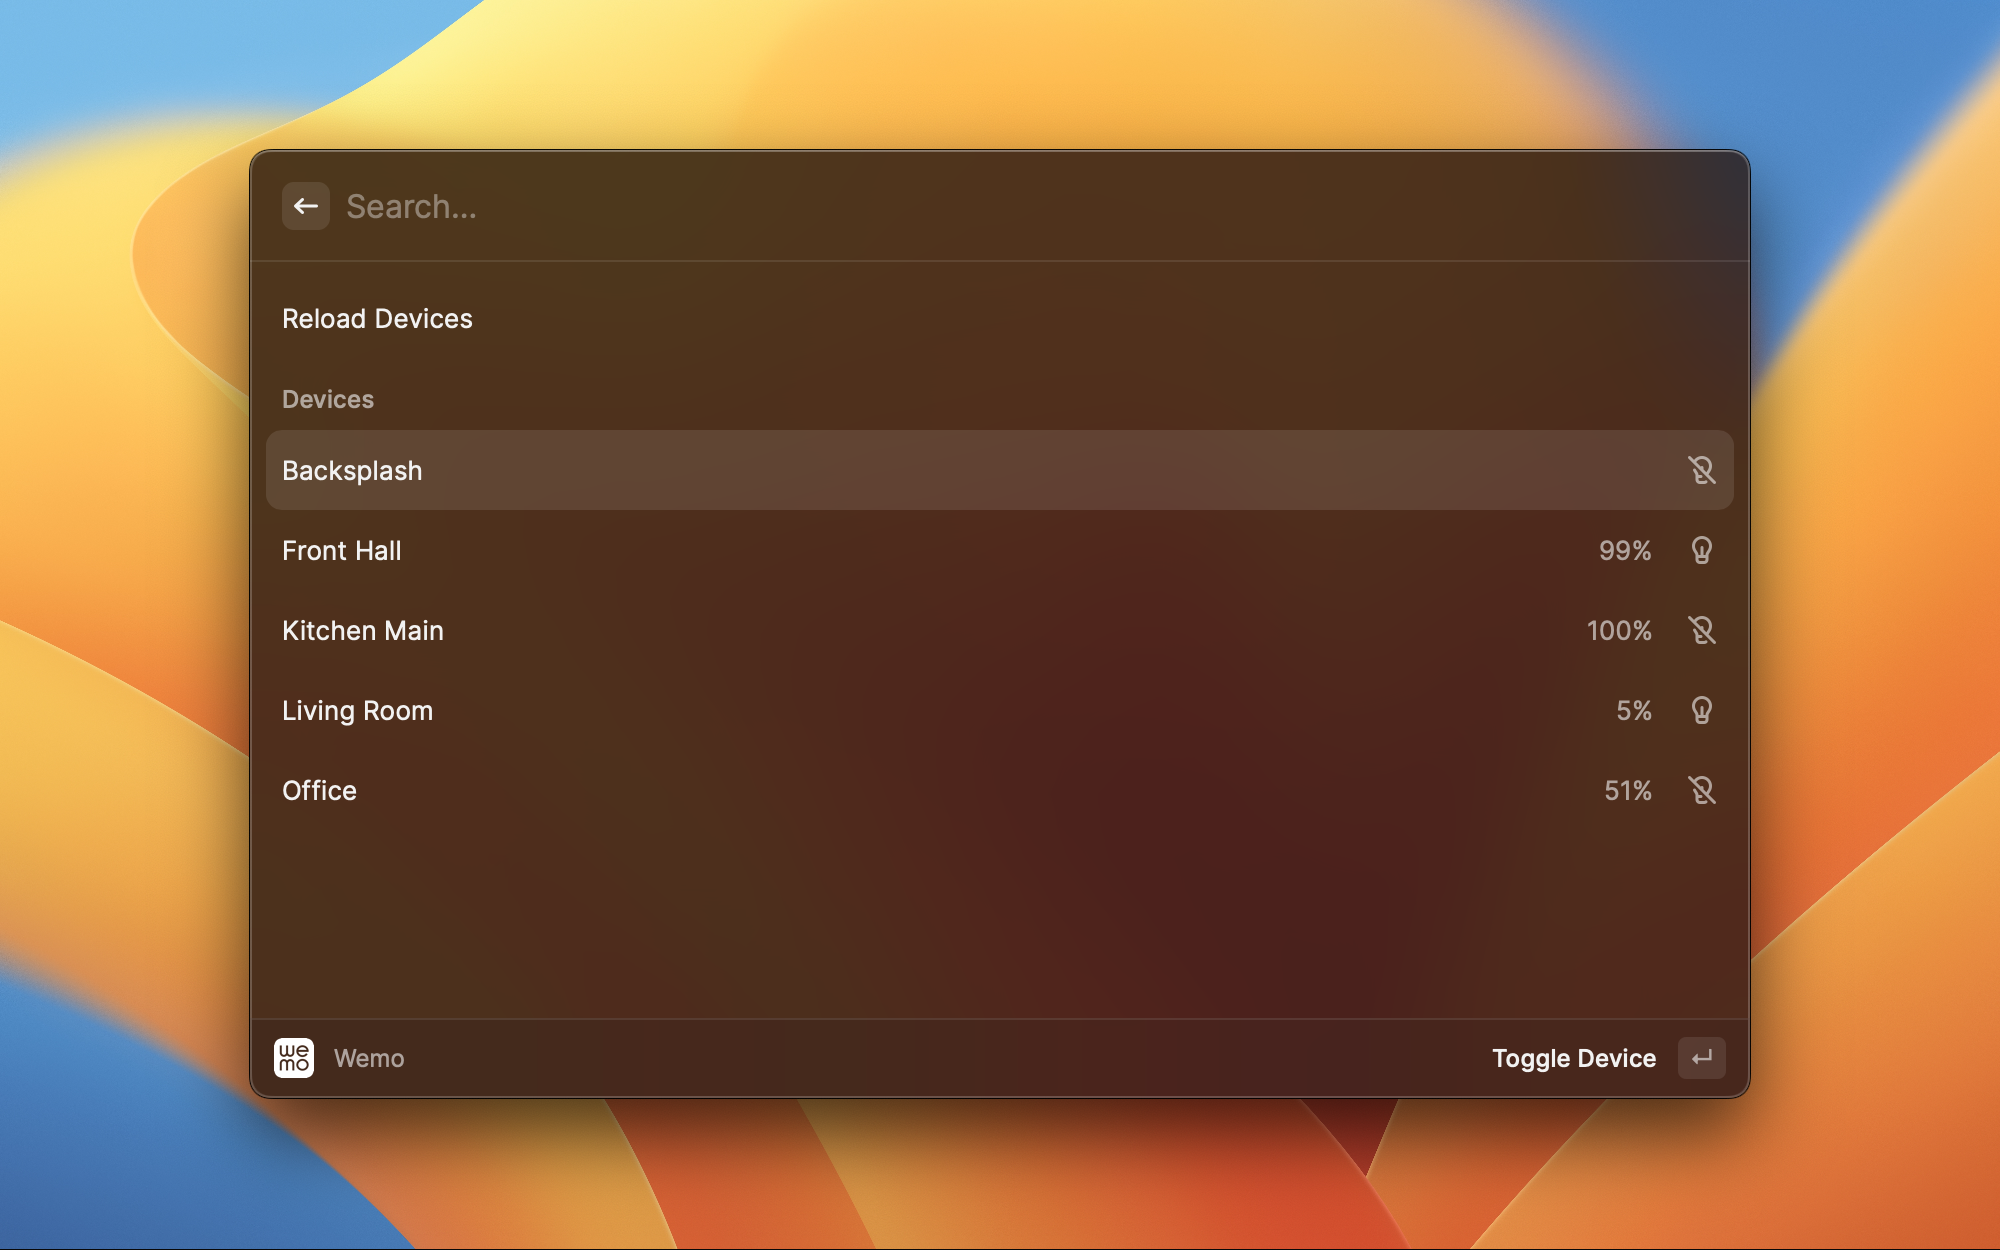 Search...
Reload Devices
Devices
Backsplash
Front Hall 99%
Kitchen Main 100%
Living Room 5%
Office 51%
we
mo
Wemo
Toggle Device